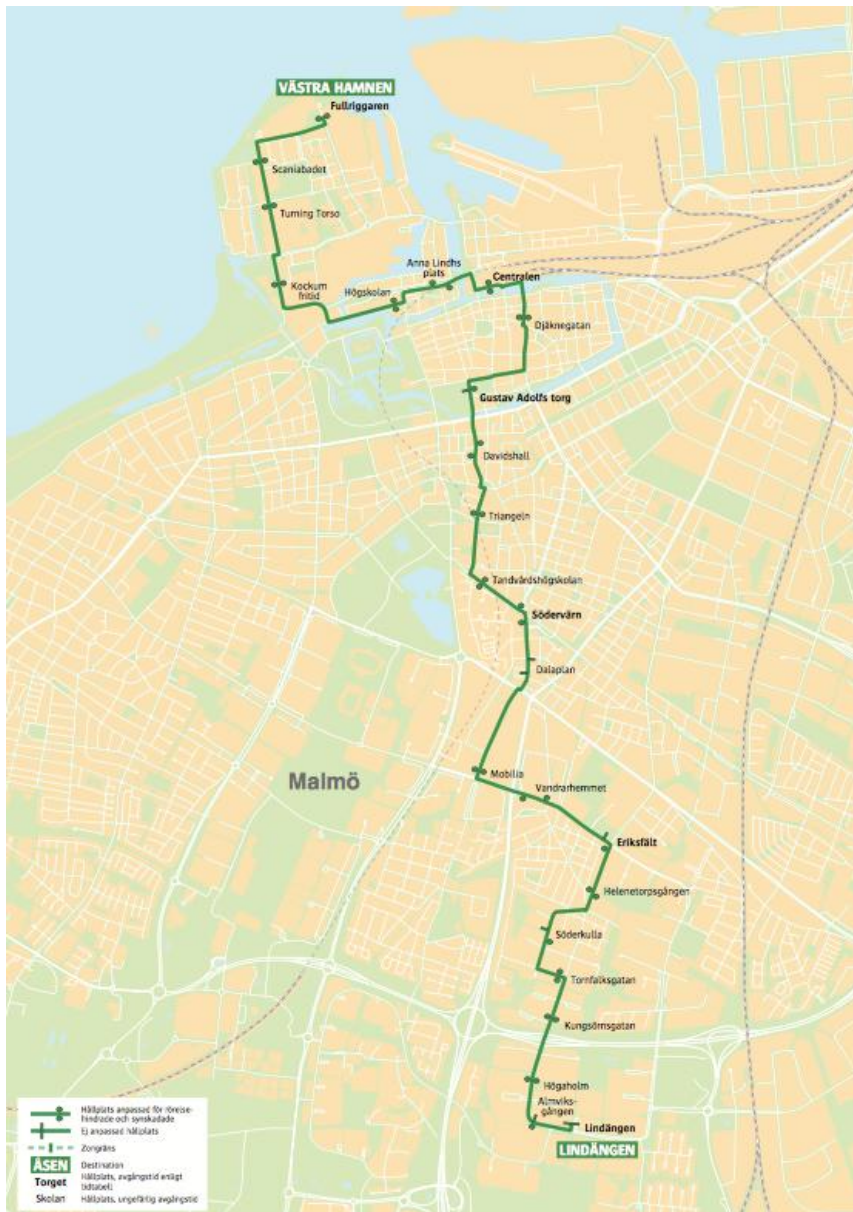 VÄSTRA HAMNEN
Fullriggaren
Scaniabadet
Turning Torso
Kockum
fritid
Högskolan
Anna Lindhs
plats
Centralen
Djäknegatan
Gustav Adolfs torg
Davidshall
Triangeln
Tandvårdshögskolan
Södervärn
Dalaplan
Mobilia
Malmö
Vandrarhemmet
Eriksfält
Helenetorpsgången
Söderkulla
Tornfalksgatan
Kungsörnsgatan
Högaholm
Almviks-
gången
Lindängen
LINDÄNGEN
Hållplats anpassad för rörelse-
hindrade och synskadade
Ej anpassad hållplats
Zongräns
ÅSEN
Destination
Torget
Hållplats, avgångstid enligt
tidtabell
Skolan
Hållplats, ungefärlig avgångstid